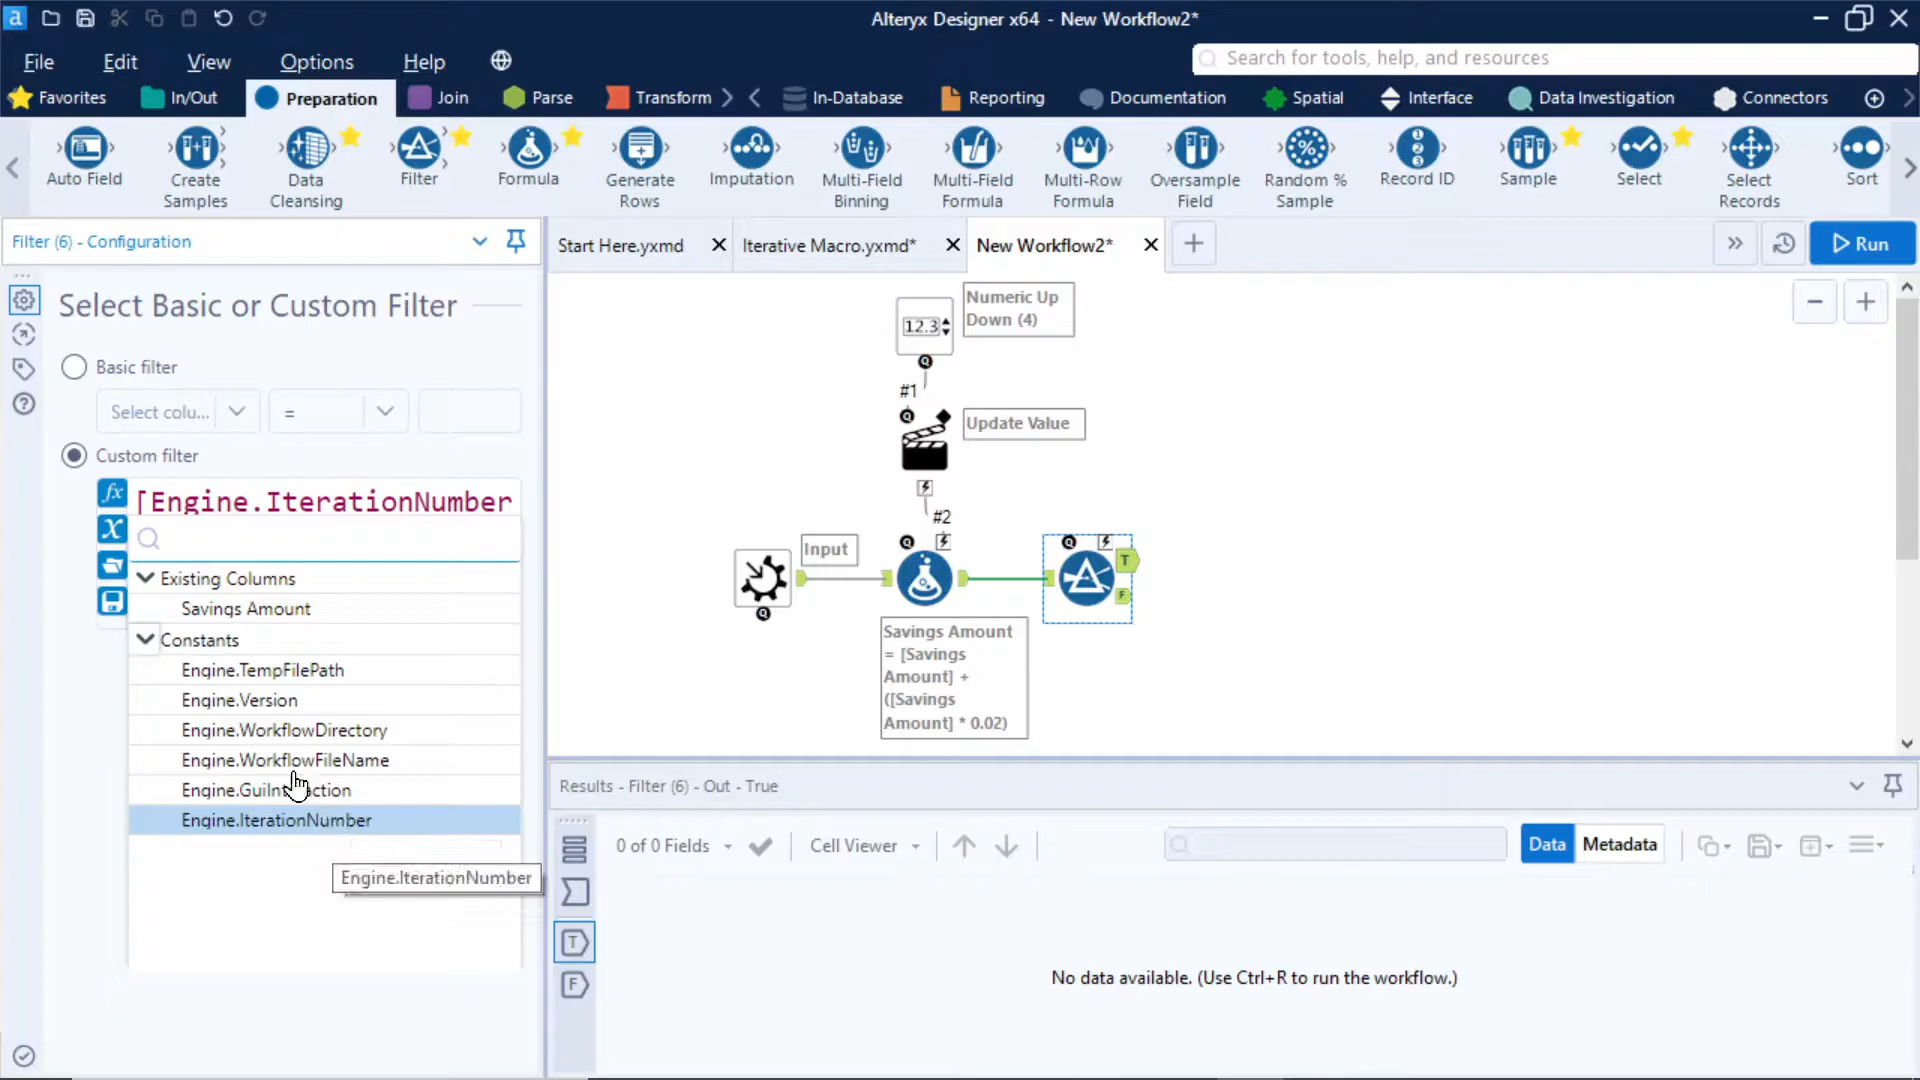 a
Alteryx Designer x64 - New Workflow2*
File Edit View Options Help
Search for tools, help, and resources
Favorites In/Out Preparation Join Parse Transform In-Database Reporting Documentation Spatial Interface Data Investigation Connectors
Auto Field
Create
Samples
Data
Cleansing
Filter
Formula
Generate
Rows
Imputation
Multi-Field
Binning
Multi-Field
Formula
Multi-Row
Formula
Oversample
Field
Random %
Sample
123
Record ID
Sample
Select
Select
Records
Sort
Filter (6) - Configuration
Start Here.yxmd
Iterative Macro.yxmd*
New Workflow2*
Run
Select Basic or Custom Filter
Basic filter
Select colu... =
Custom filter
fx
X
[Engine.IterationNumber
Existing Columns
Savings Amount
Constants
Engine.TempFilePath
Engine.Version
Engine.WorkflowDirectory
Engine.WorkflowFileName
Engine.IterationNumber
Engine.IterationNumber
12.3
Numeric Up
Down (4)
Q
#1
Q
Update Value
#2
Input
Q
Q
Q
T
F
Savings Amount
= [Savings
Amount] +
([Savings
Amount] * 0.02)
Results - Filter (6) - Out - True
0 of 0 Fields Cell Viewer Data Metadata
T
F
No data available. (Use Ctrl+R to run the workflow.)